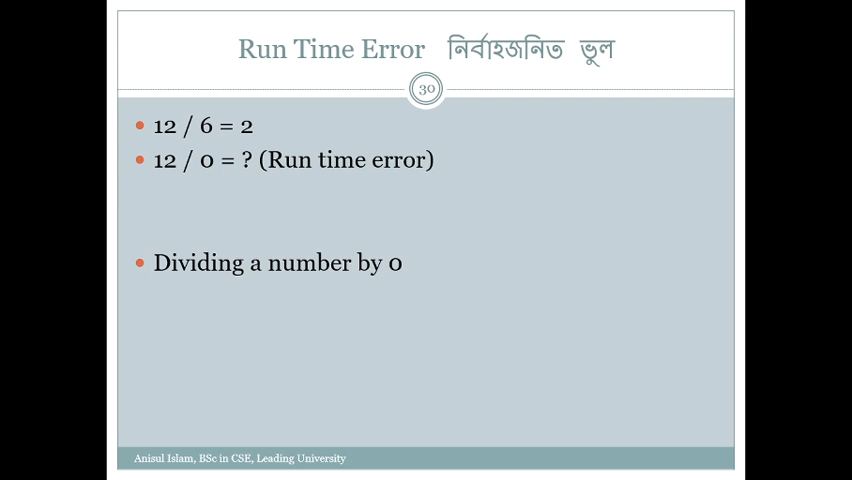 Run Time Error নির্বাহজনিত ভুল
30
12 / 6 = 2
12 / 0 = ? (Run time error)
Dividing a number by 0
Anisul Islam, BSc in CSE, Leading University